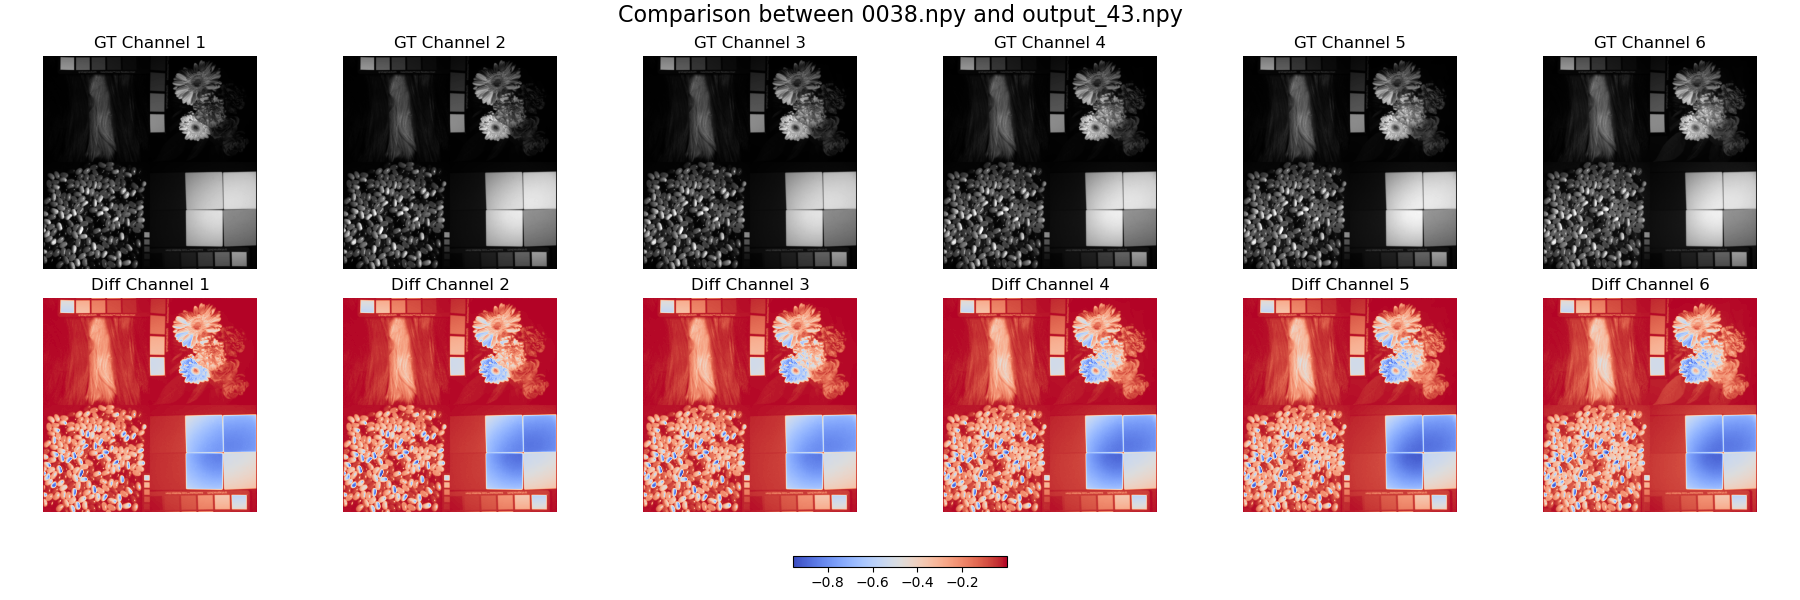 Comparison between 0038.npy and output_43.npy
GT Channel 1
GT Channel 2
GT Channel 3
GT Channel 4
GT Channel 5
GT Channel 6
Diff Channel 1
Diff Channel 2
Diff Channel 3
Diff Channel 4
Diff Channel 5
Diff Channel 6
−0.8 −0.6 −0.4 −0.2